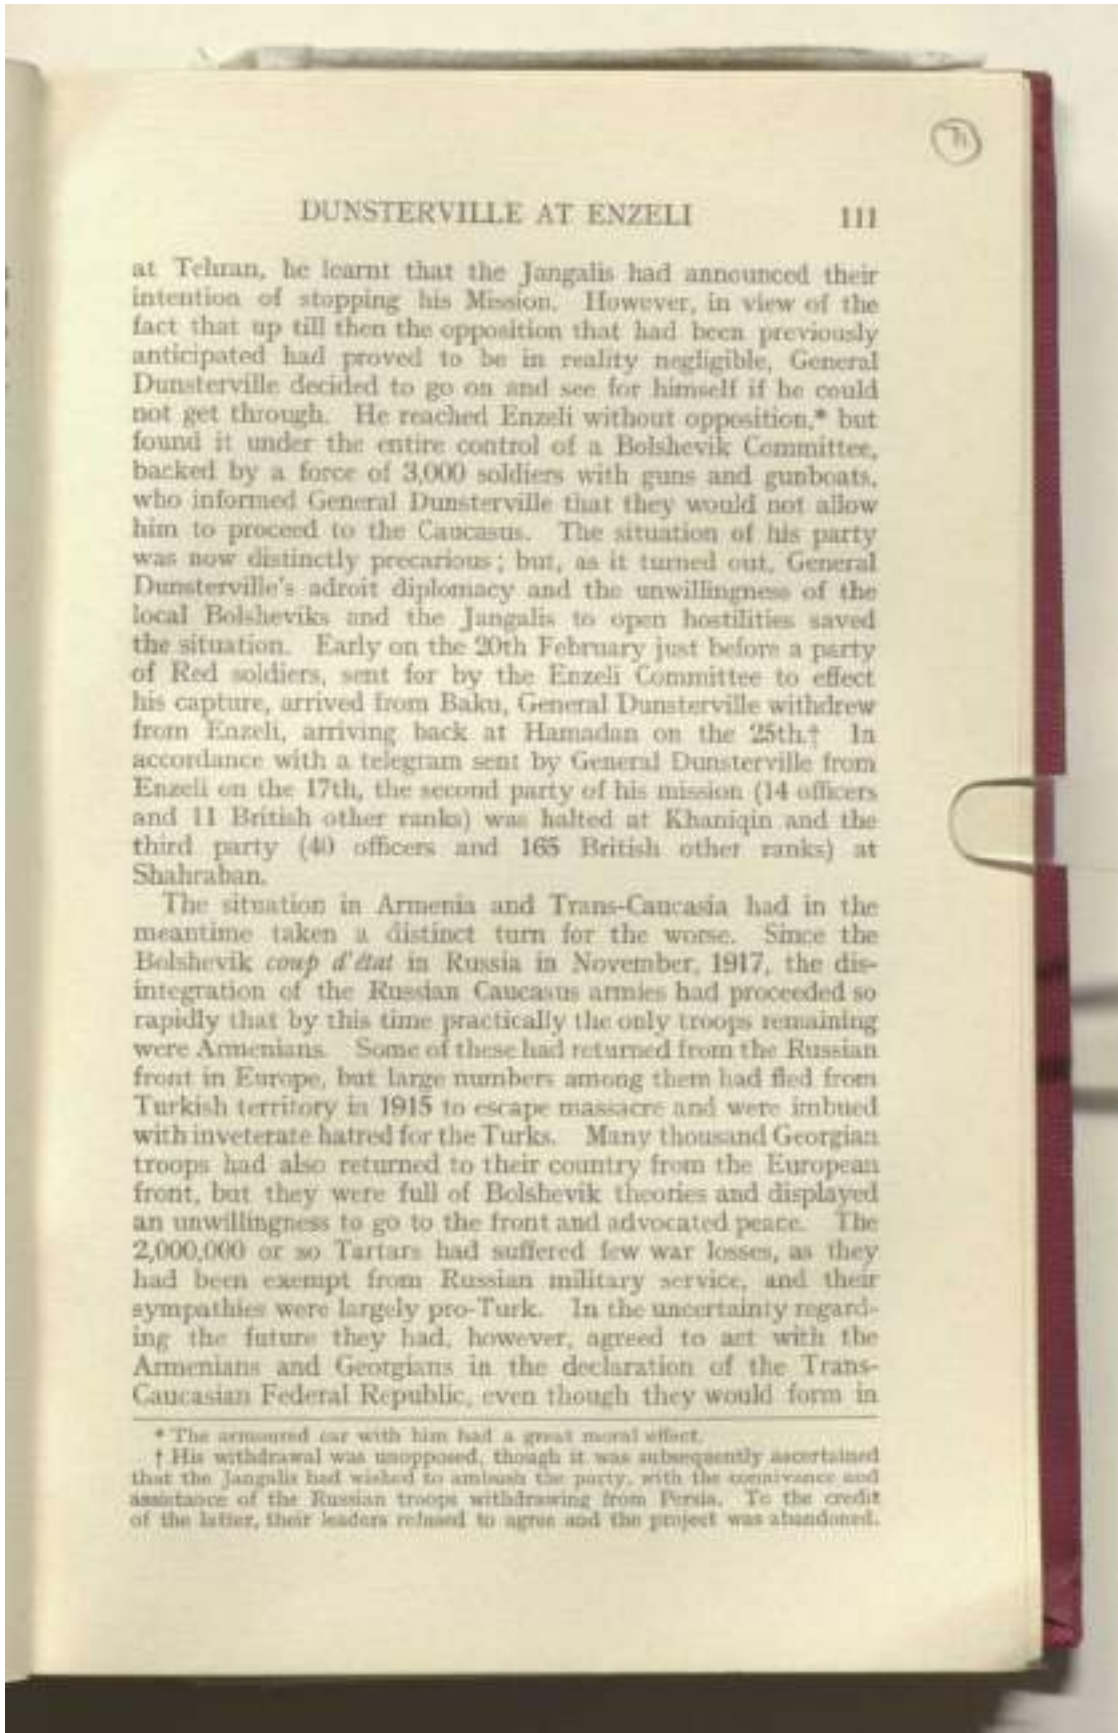 71
DUNSTERVILLE AT ENZELI 111
at Tehran, he learnt that the Jangalis had announced their
intention of stopping his Mission. However, in view of the
fact that up till then the opposition that had been previously
anticipated had proved to be in reality negligible, General
Dunsterville decided to go on and see for himself if he could
not get through. He reached Enzeli without opposition,* but
found it under the entire control of a Bolshevik Committee,
backed by a force of 3,000 soldiers with guns and gunboats,
who informed General Dunsterville that they would not allow
him to proceed to the Caucasus. The situation of his party
was now distinctly precarious; but, as it turned out, General
Dunsterville's adroit diplomacy and the unwillingness of the
local Bolsheviks and the Jangalis to open hostilities saved
the situation. Early on the 20th February just before a party
of Red soldiers, sent for by the Enzeli Committee to effect
his capture, arrived from Baku, General Dunsterville withdrew
from Enzeli, arriving back at Hamadan on the 25th.† In
accordance with a telegram sent by General Dunsterville from
Enzeli on the 17th, the second party of his mission (14 officers
and 11 British other ranks) was halted at Khaniqin and the
third party (40 officers and 165 British other ranks) at
Shahraban.
The situation in Armenia and Trans-Caucasia had in the
meantime taken a distinct turn for the worse. Since the
Bolshevik coup d'état in Russia in November, 1917, the dis-
integration of the Russian Caucasus armies had proceeded so
rapidly that by this time practically the only troops remaining
were Armenians. Some of these had returned from the Russian
front in Europe, but large numbers among them had fled from
Turkish territory in 1915 to escape massacre and were imbued
with inveterate hatred for the Turks. Many thousand Georgian
troops had also returned to their country from the European
front, but they were full of Bolshevik theories and displayed
an unwillingness to go to the front and advocated peace. The
2,000,000 or so Tartars had suffered few war losses, as they
had been exempt from Russian military service, and their
sympathies were largely pro-Turk. In the uncertainty regard-
ing the future they had, however, agreed to act with the
Armenians and Georgians in the declaration of the Trans-
Caucasian Federal Republic, even though they would form in
* The armoured car with him had a great moral effect.
† His withdrawal was unopposed, though it was subsequently ascertained
that the Jangalis had wished to ambush the party, with the connivance and
assistance of the Russian troops withdrawing from Persia. To the credit
of the latter, their leaders refused to agree and the project was abandoned.